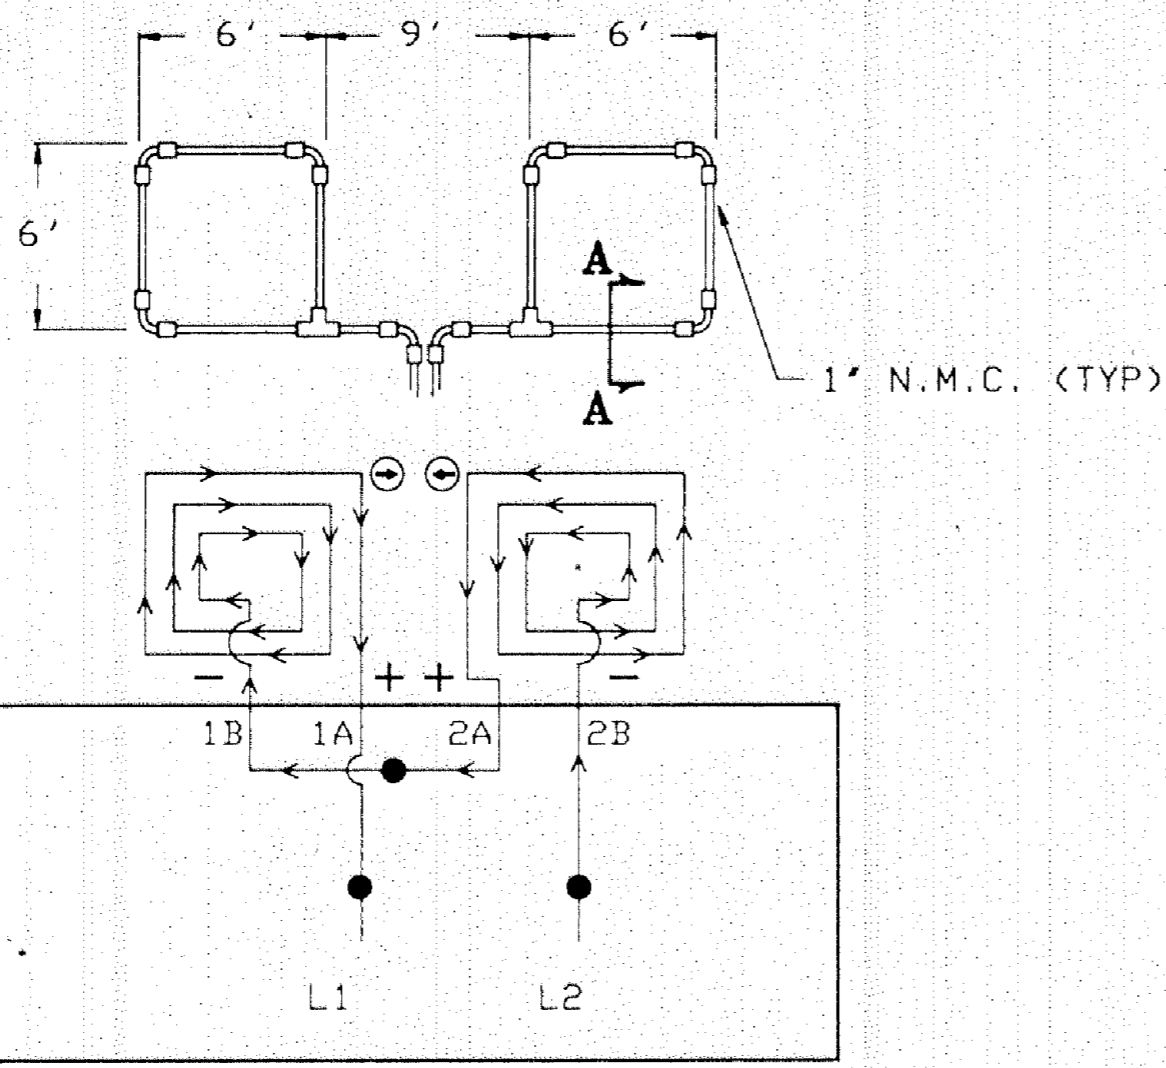 6' 9' 6'
6'
A
A
1" N.M.C. (TYP)
- + + -
1B 1A 2A 2B
L1 L2